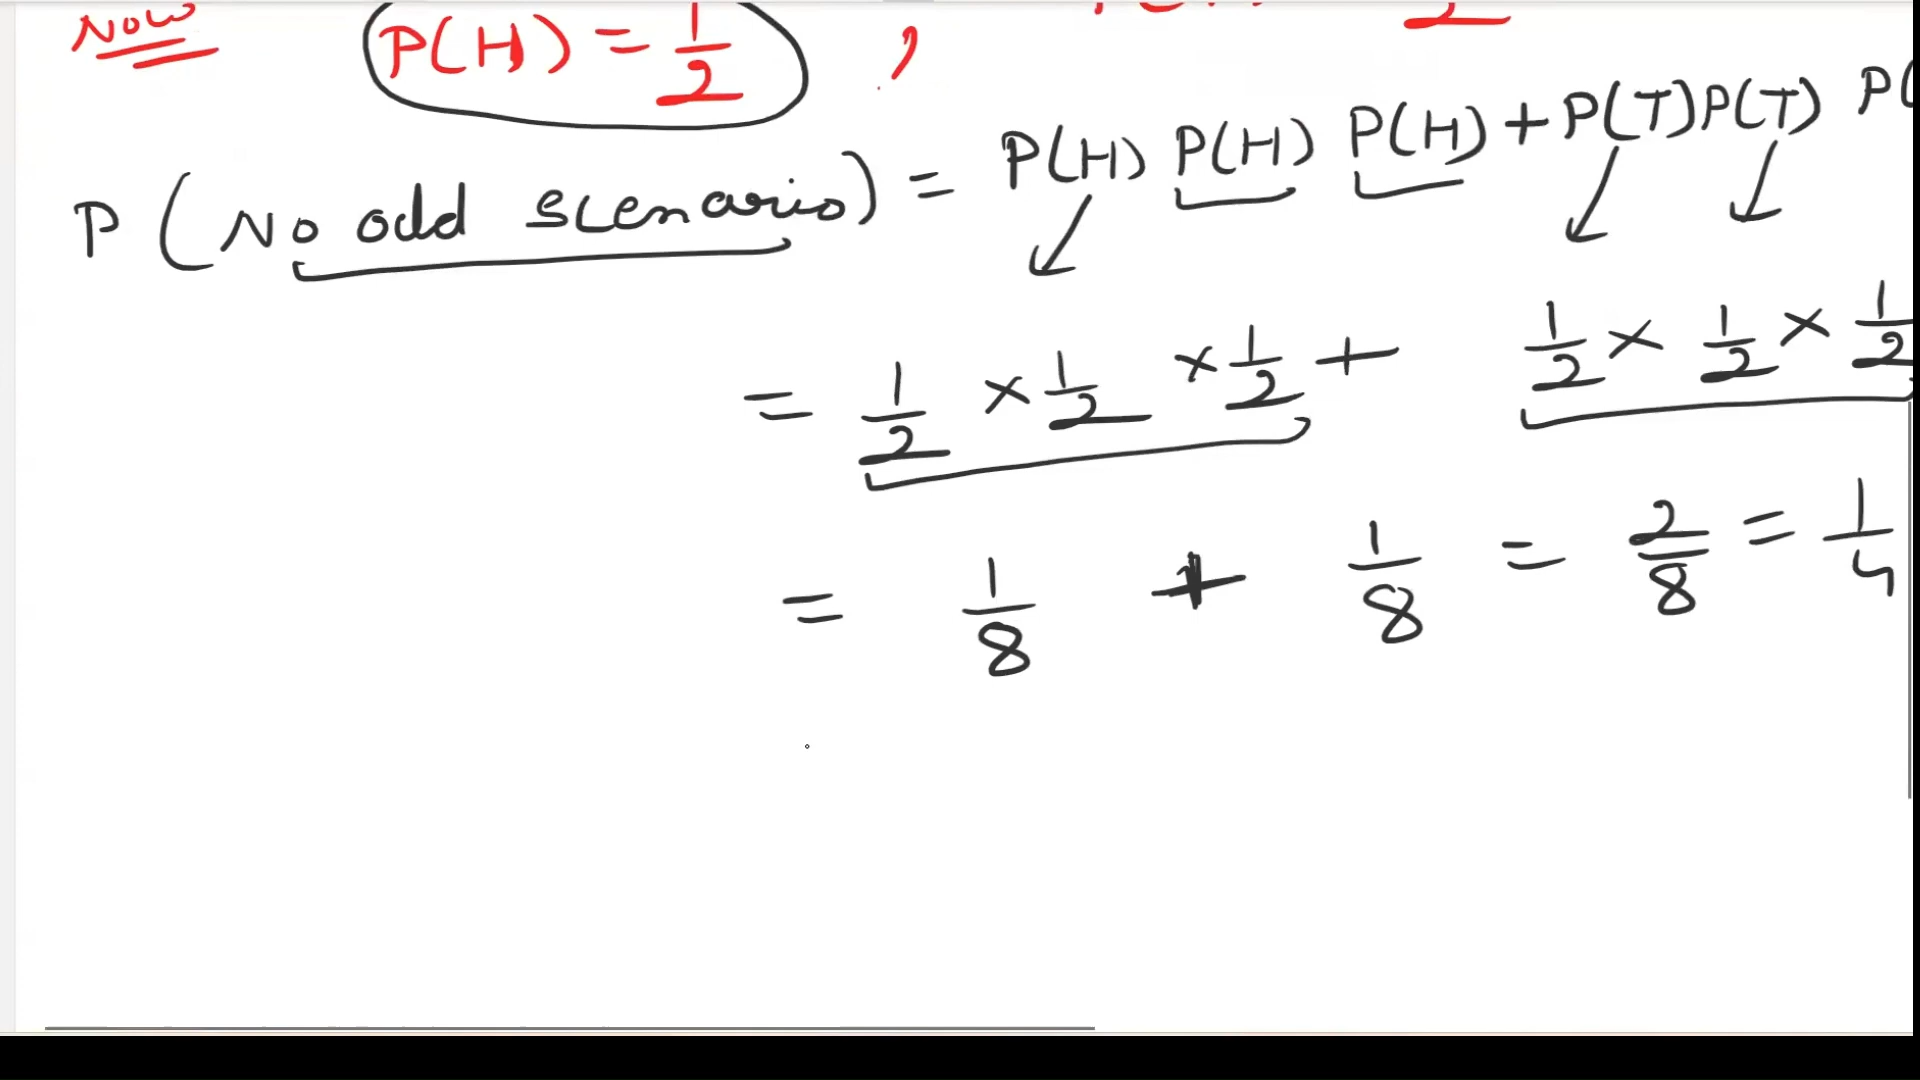 Now P(H) = 1/2 ,
P (No odd scenario) = P(H) P(H) P(H) + P(T) P(T) P(
= 1/2 × 1/2 × 1/2 + 1/2 × 1/2 × 1/2
= 1/8 + 1/8 = 2/8 = 1/4